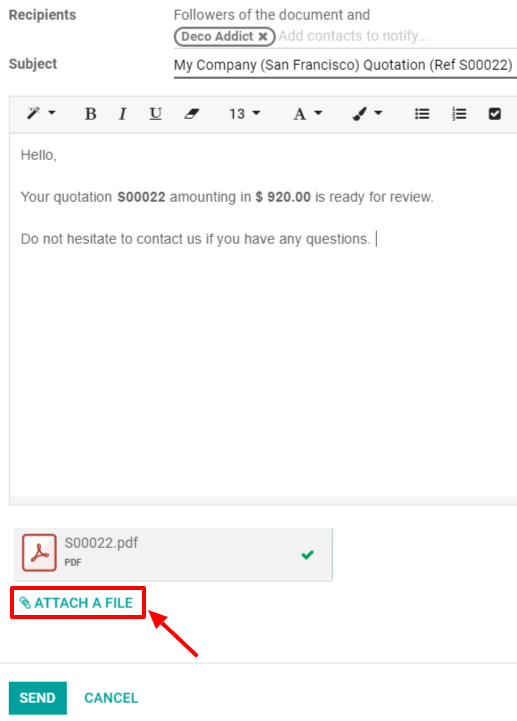 Recipients
Followers of the document and
Deco Addict ✖ Add contacts to notify...
Subject
My Company (San Francisco) Quotation (Ref S00022)
B I U 13 A
Hello,
Your quotation S00022 amounting in $ 920.00 is ready for review.
Do not hesitate to contact us if you have any questions.
S00022.pdf
PDF
ATTACH A FILE
SEND CANCEL